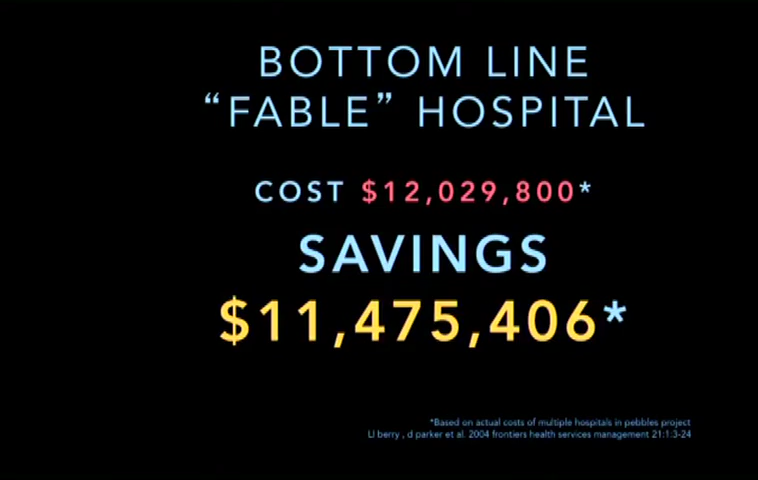 BOTTOM LINE
“FABLE” HOSPITAL
COST $12,029,800*
SAVINGS
$11,475,406*
*Based on actual costs of multiple hospitals in pebbles project
Ll berry , d parker et al. 2004 frontiers health services management 21:1:3-24